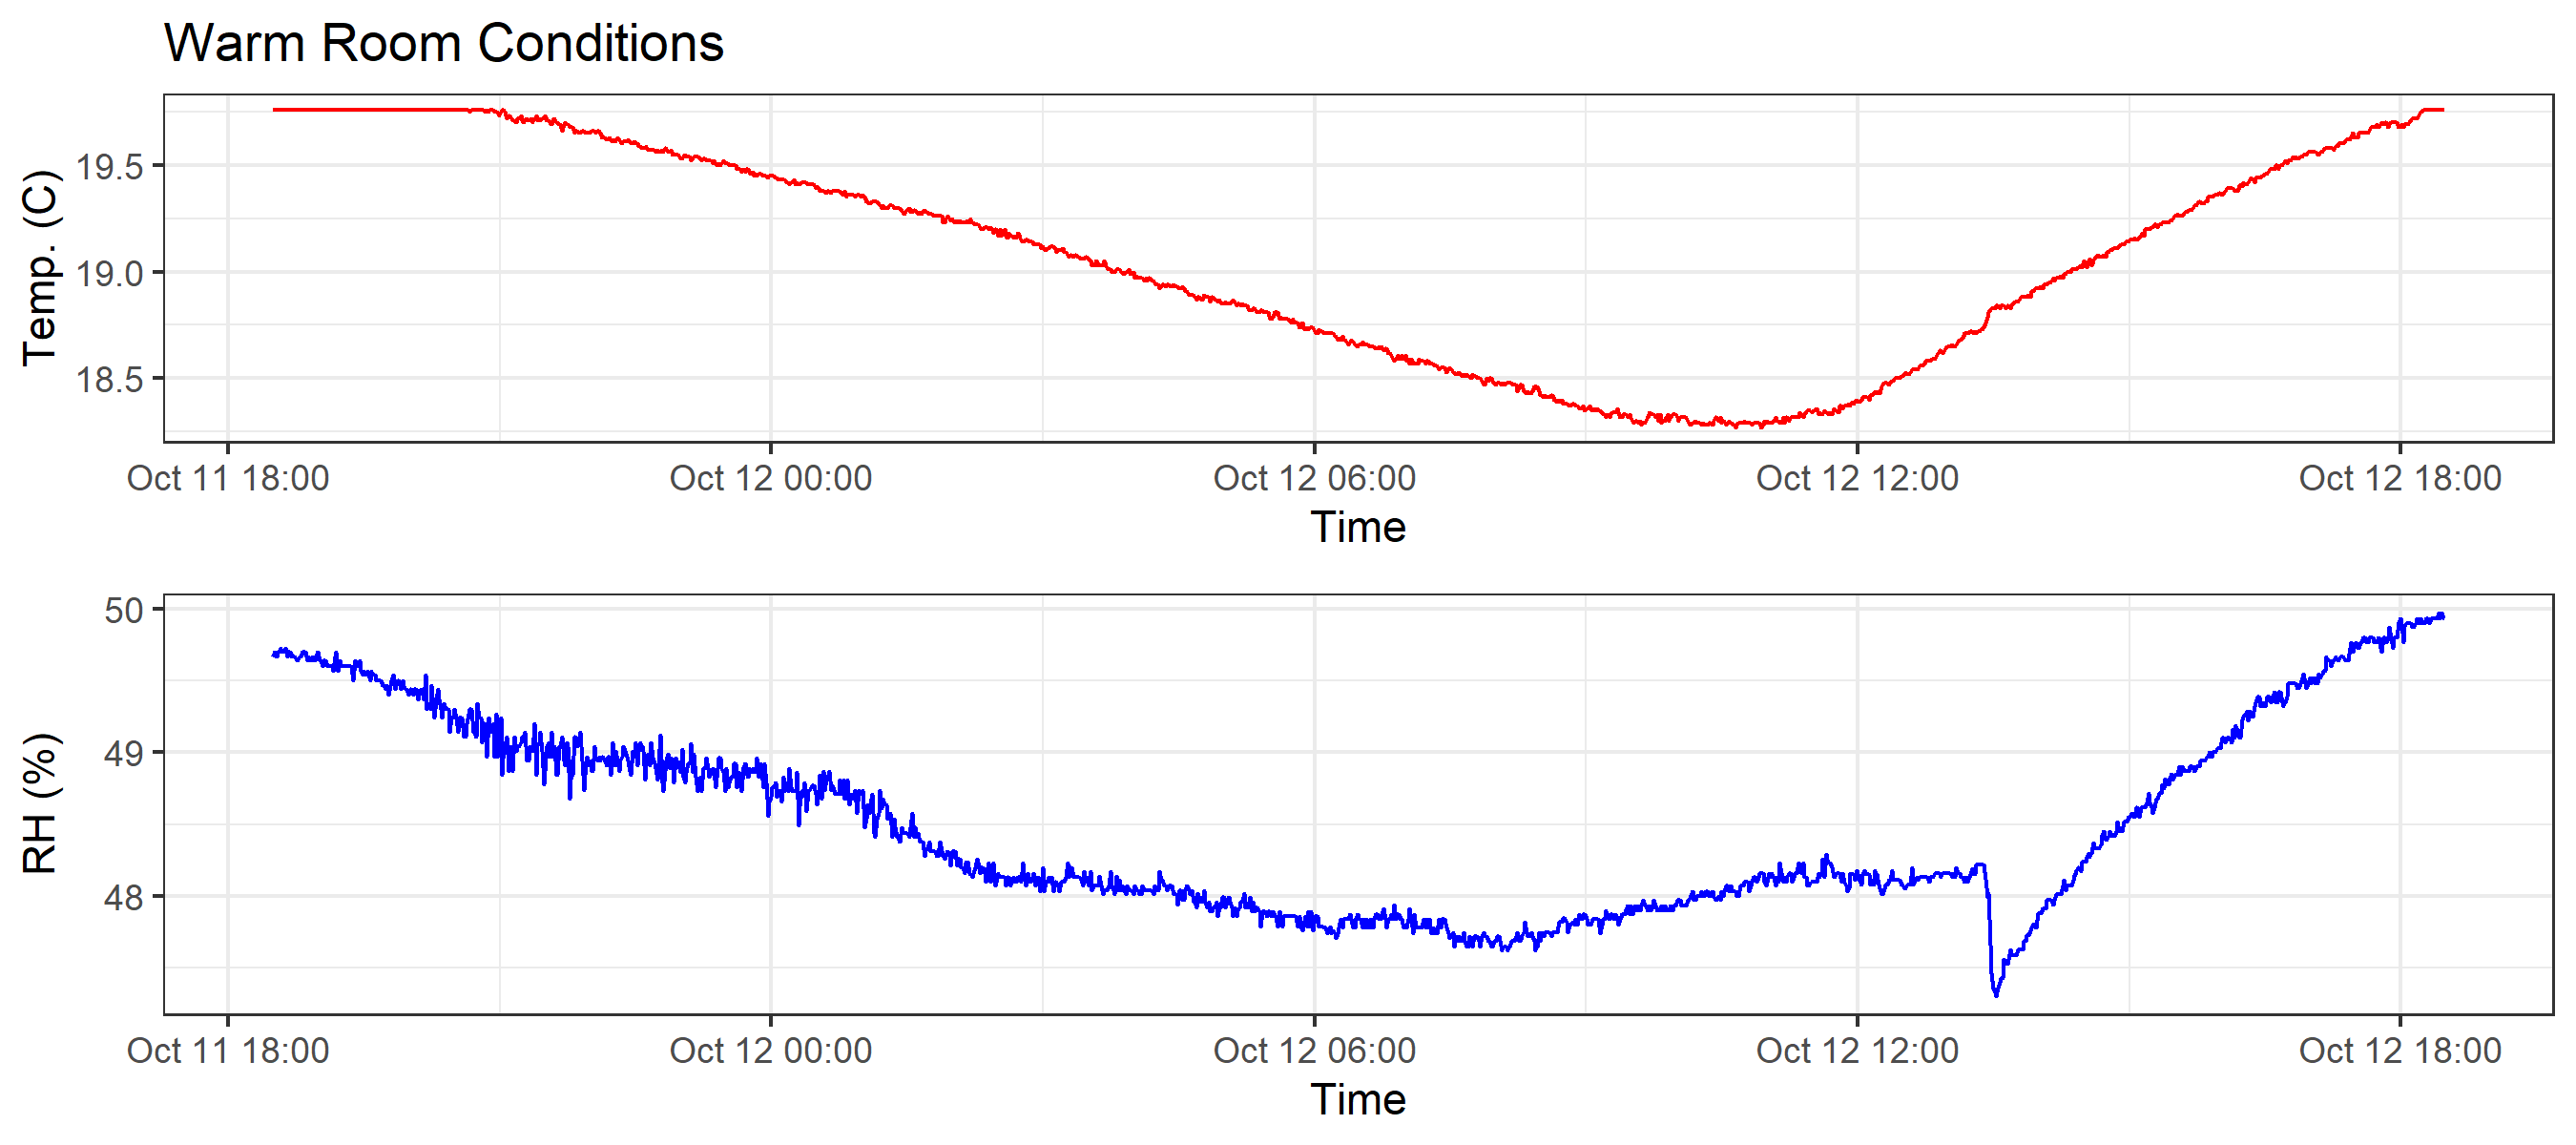 Warm Room Conditions
Temp. (C)
19.5
19.0
18.5
Oct 11 18:00 Oct 12 00:00 Oct 12 06:00 Oct 12 12:00 Oct 12 18:00
Time
RH (%)
50
49
48
Oct 11 18:00 Oct 12 00:00 Oct 12 06:00 Oct 12 12:00 Oct 12 18:00
Time